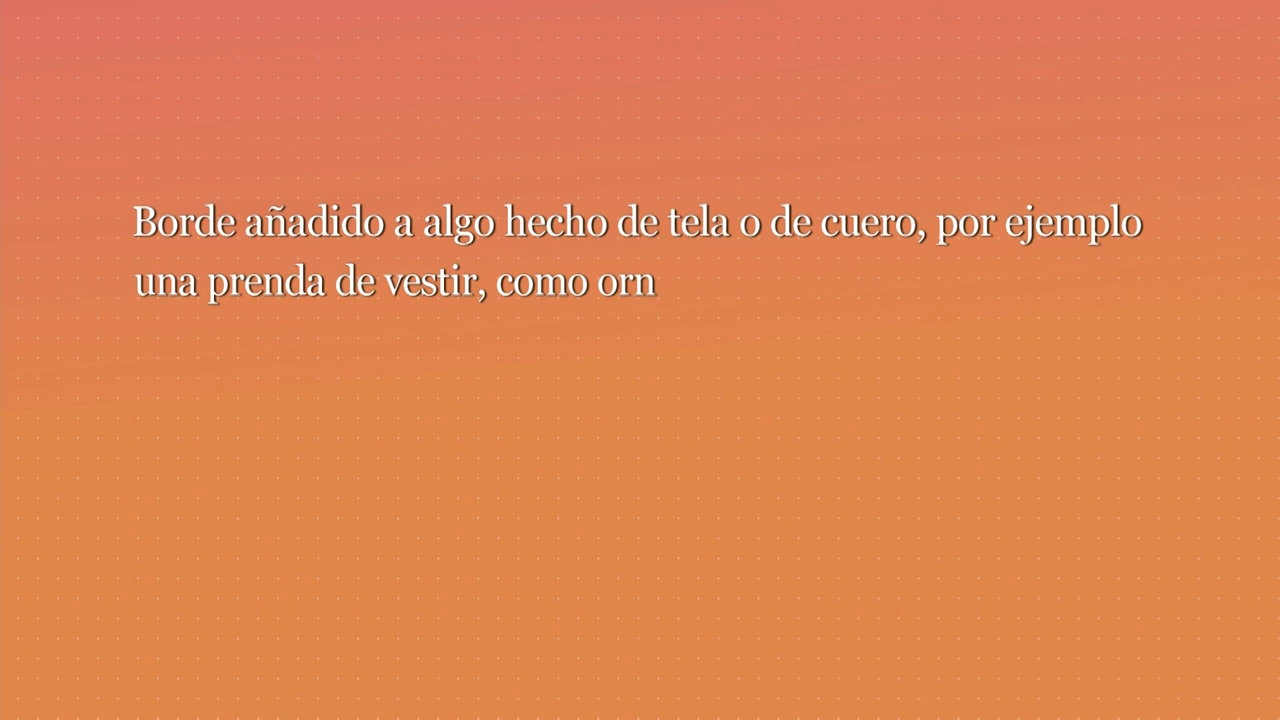 Borde añadido a algo hecho de tela o de cuero, por ejemplo
una prenda de vestir, como orn